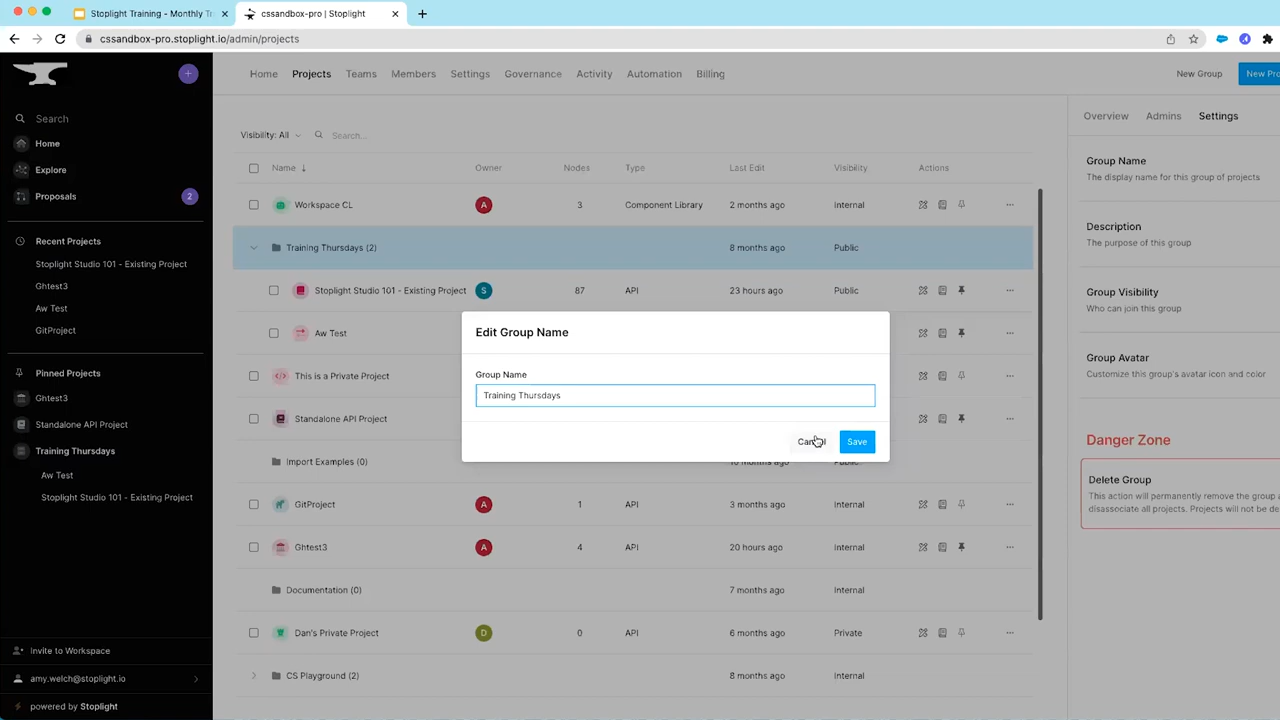 Stoplight Training - Monthly Tr
cssandbox-pro | Stoplight
cssandbox-pro.stoplight.io/admin/projects
Search
Home
Explore
Proposals 2
Recent Projects
Stoplight Studio 101 - Existing Project
Ghtest3
Aw Test
GitProject
Pinned Projects
Ghtest3
Standalone API Project
Training Thursdays
Aw Test
Stoplight Studio 101 - Existing Project
Invite to Workspace
amy.welch@stoplight.io
powered by Stoplight
Home Projects Teams Members Settings Governance Activity Automation Billing New Group New Pro
Visibility: All Search...
Name ↓ Owner Nodes Type Last Edit Visibility Actions
Workspace CL A 3 Component Library 2 months ago Internal
Training Thursdays (2) 8 months ago Public
Stoplight Studio 101 - Existing Project S 87 API 23 hours ago Public
Aw Test
This is a Private Project
Standalone API Project
Import Examples (0) Public
GitProject A 1 API 3 months ago Internal
Ghtest3 A 4 API 20 hours ago Internal
Documentation (0) 7 months ago Internal
Dan's Private Project D 0 API 6 months ago Private
CS Playground (2) 8 months ago Internal
Edit Group Name
Group Name
Training Thursdays
Cancel Save
Overview Admins Settings
Group Name
The display name for this group of projects
Description
The purpose of this group
Group Visibility
Who can join this group
Group Avatar
Customize this group's avatar icon and color
Danger Zone
Delete Group
This action will permanently remove the group a
disassociate all projects. Projects will not be de